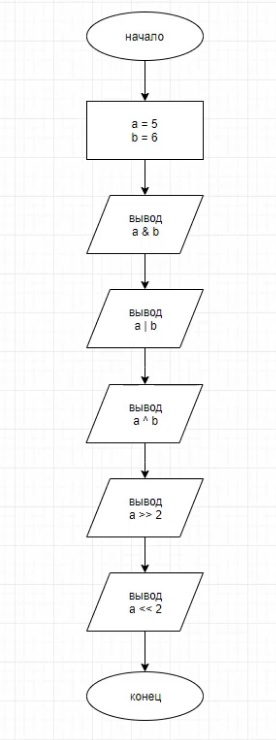 начало
a = 5
b = 6
вывод
a & b
вывод
a | b
вывод
a ^ b
вывод
a >> 2
вывод
a << 2
конец